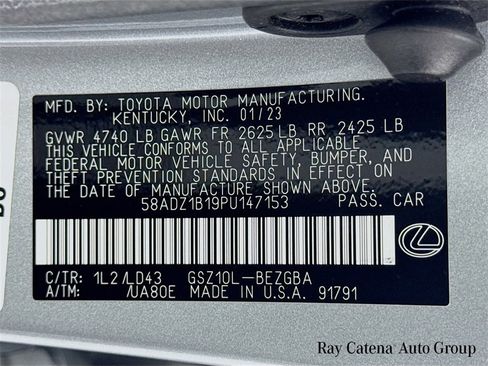 MFD. BY: TOYOTA MOTOR MANUFACTURING.
KENTUCKY, INC. 01/23
GVWR 4740 LB GAWR FR 2625 LB RR 2425 LB
THIS VEHICLE CONFORMS TO ALL APPLICABLE
FEDERAL MOTOR VEHICLE SAFETY, BUMPER, AND
THEFT PREVENTION STANDARDS IN EFFECT ON
THE DATE OF MANUFACTURE SHOWN ABOVE.
58ADZ1B19PU147153 PASS. CAR
C/TR: 1L2/LD43 GSZ10L-BEZGBA
A/TM: /UA80E MADE IN U.S.A. 91791
Ray Catena Auto Group